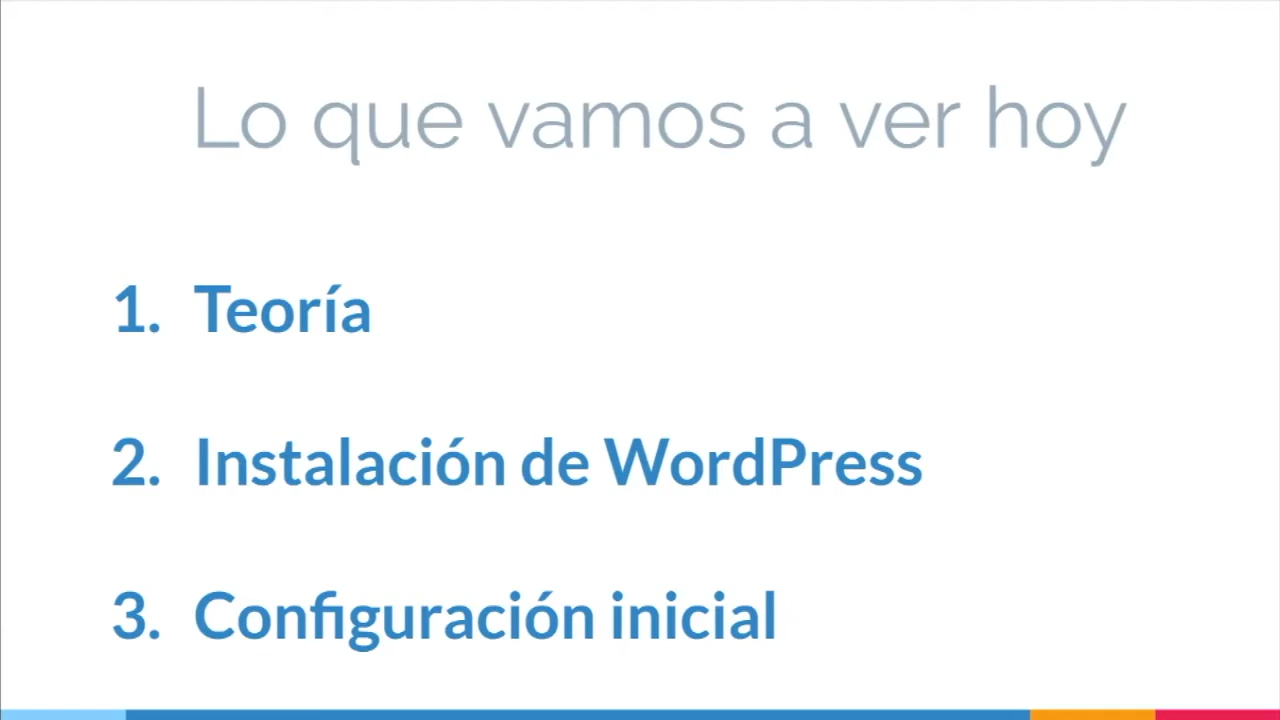 Lo que vamos a ver hoy
1. Teoría
2. Instalación de WordPress
3. Configuración inicial